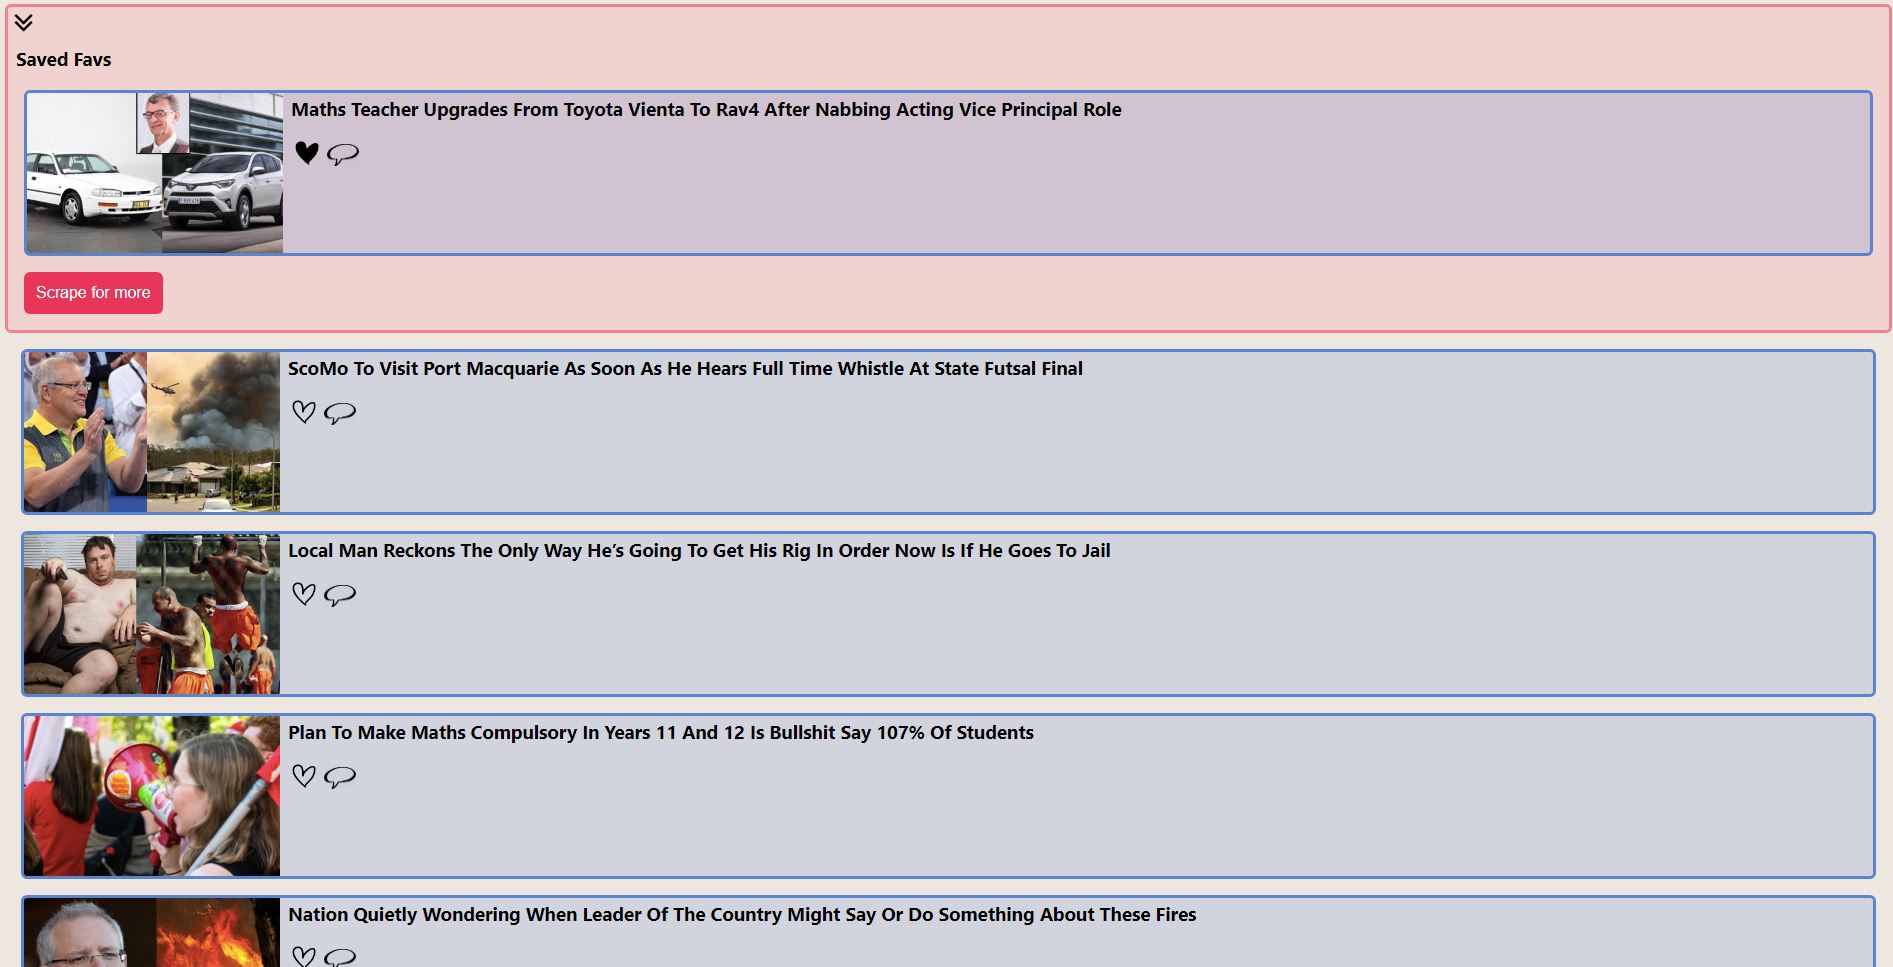 Saved Favs
Maths Teacher Upgrades From Toyota Vienta To Rav4 After Nabbing Acting Vice Principal Role
Scrape for more
ScoMo To Visit Port Macquarie As Soon As He Hears Full Time Whistle At State Futsal Final
Local Man Reckons The Only Way He’s Going To Get His Rig In Order Now Is If He Goes To Jail
Plan To Make Maths Compulsory In Years 11 And 12 Is Bullshit Say 107% Of Students
Nation Quietly Wondering When Leader Of The Country Might Say Or Do Something About These Fires